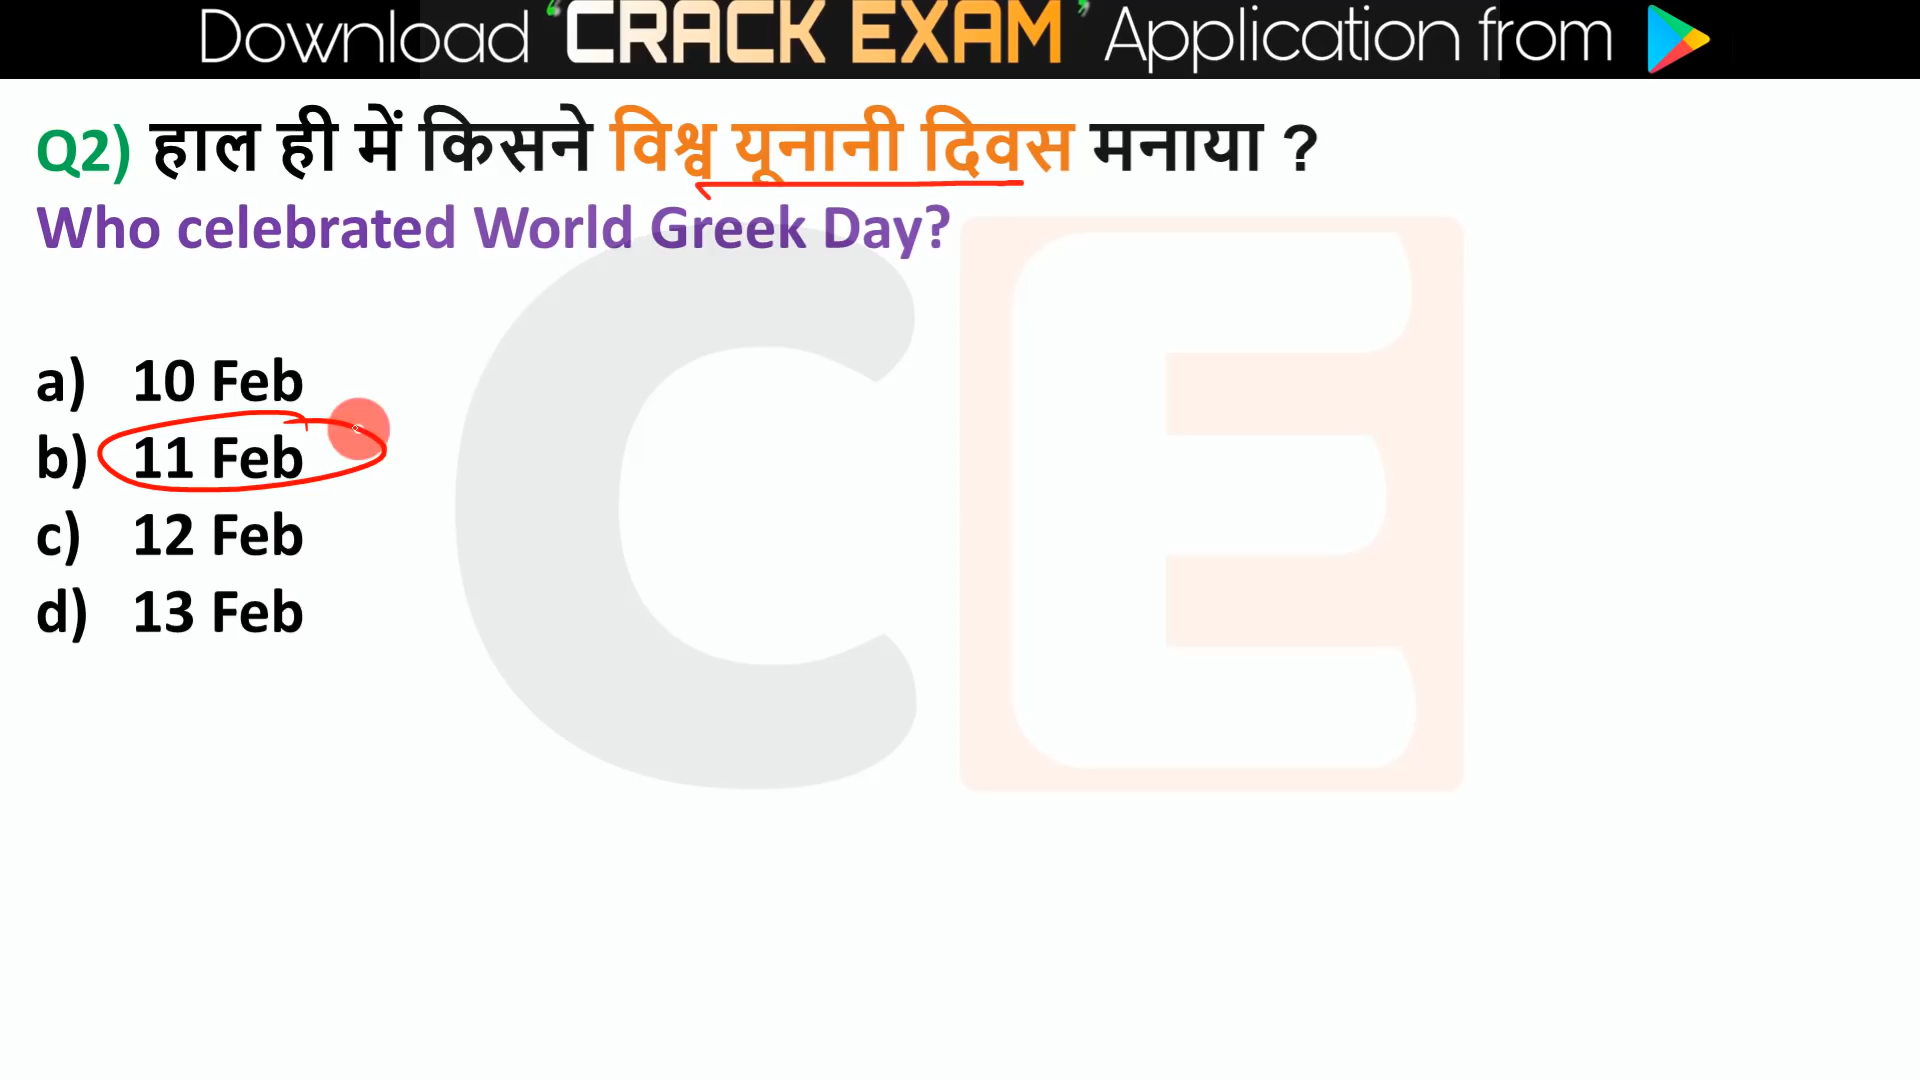 Download ‘CRACK EXAM’ Application from
Q2) हाल ही में किसने विश्व यूनानी दिवस मनाया ?
Who celebrated World Greek Day?
a) 10 Feb
b) 11 Feb
c) 12 Feb
d) 13 Feb
CE